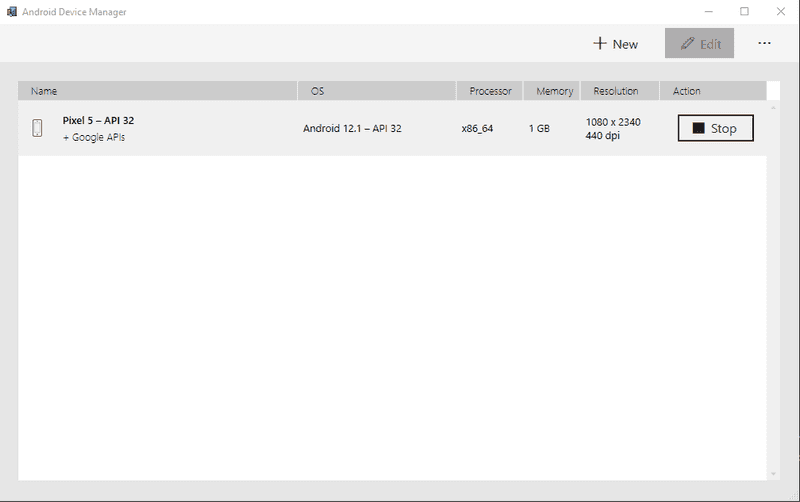 Android Device Manager
New
Edit
Name OS Processor Memory Resolution Action
Pixel 5 – API 32
+ Google APIs
Android 12.1 – API 32
x86_64
1 GB
1080 x 2340
440 dpi
Stop